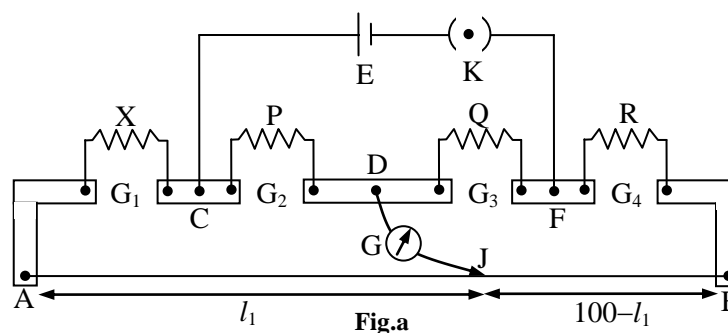 E K
X P Q R
D
G₁ C G₂ G₃ F G₄
G J
A B
l₁ 100–l₁
Fig.a